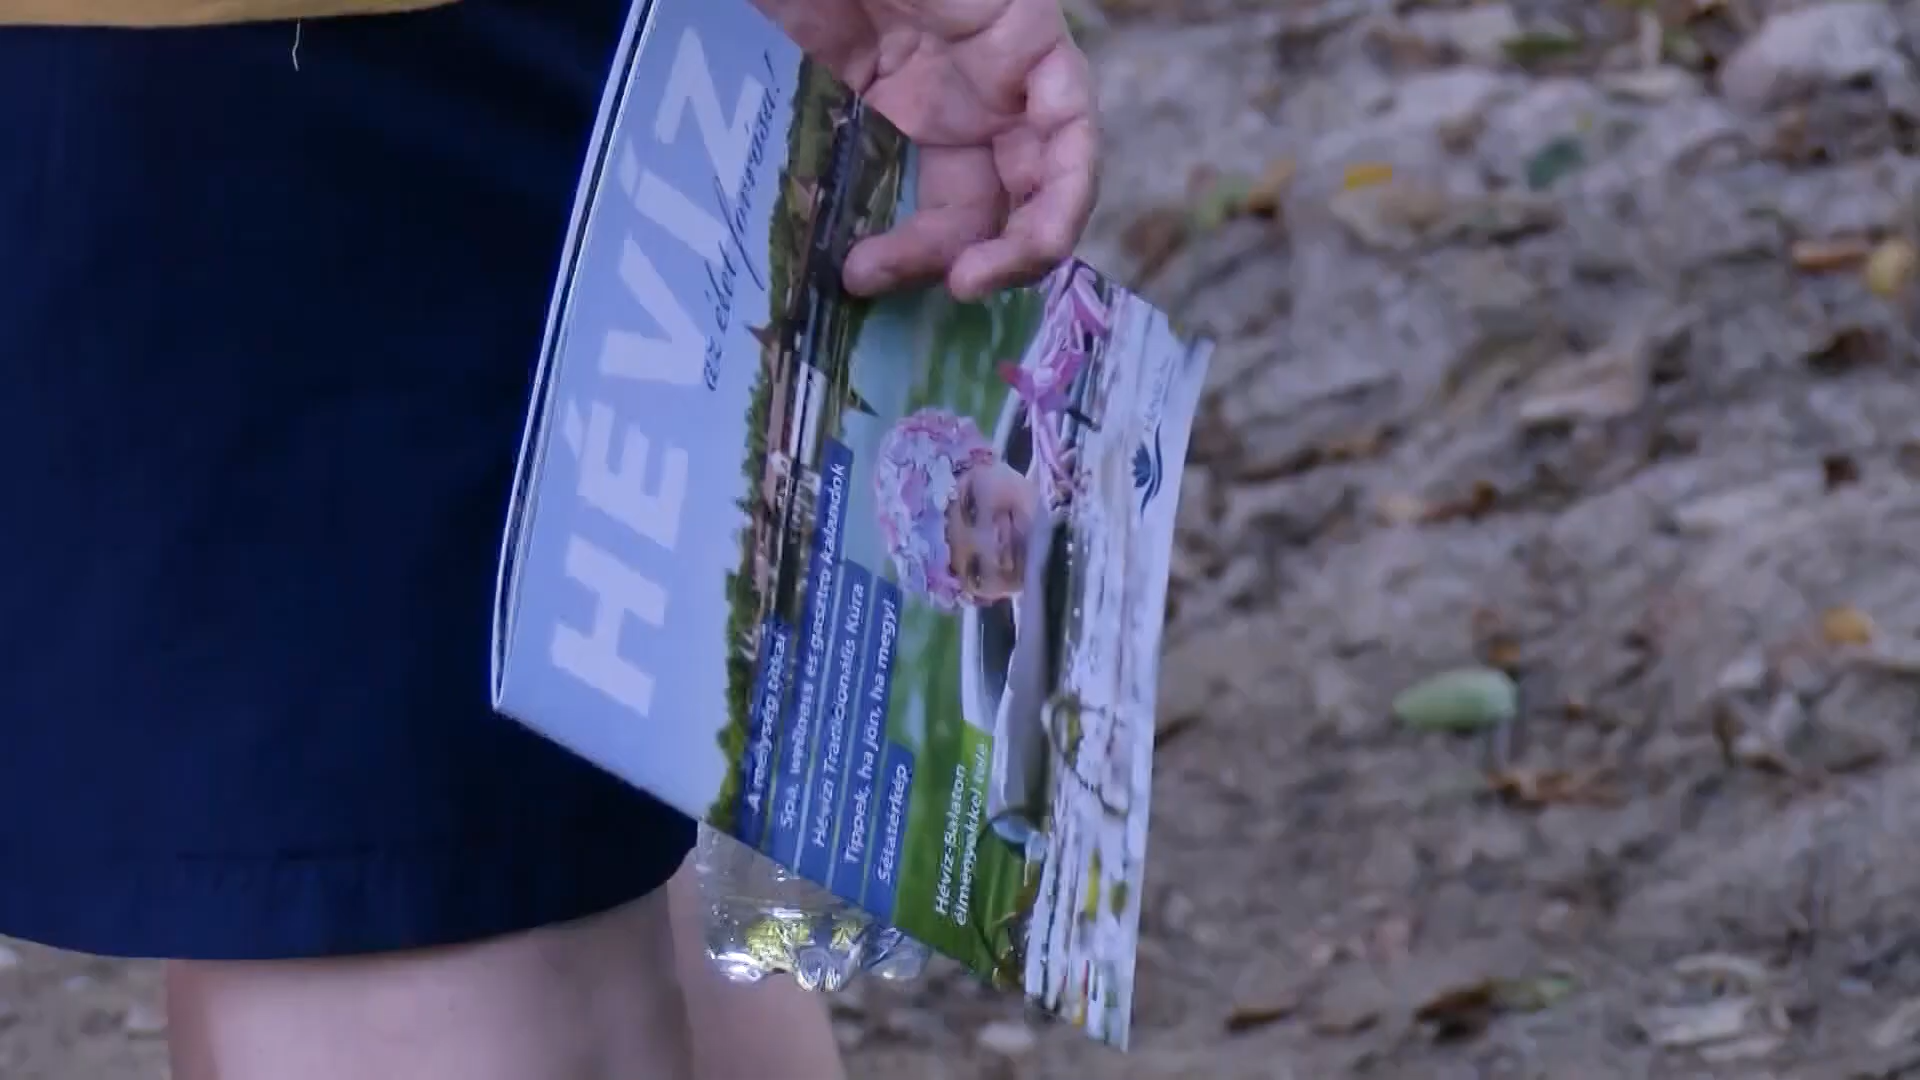 HÉVÍZ
az élet forrása!
A mélység titkai
Spa, wellness és gasztro kalandok
Hévízi Tradicionális Kúra
Tippek, ha jön, ha megy!
Sétatérkép
Hévíz-Balaton
élményekkel tele